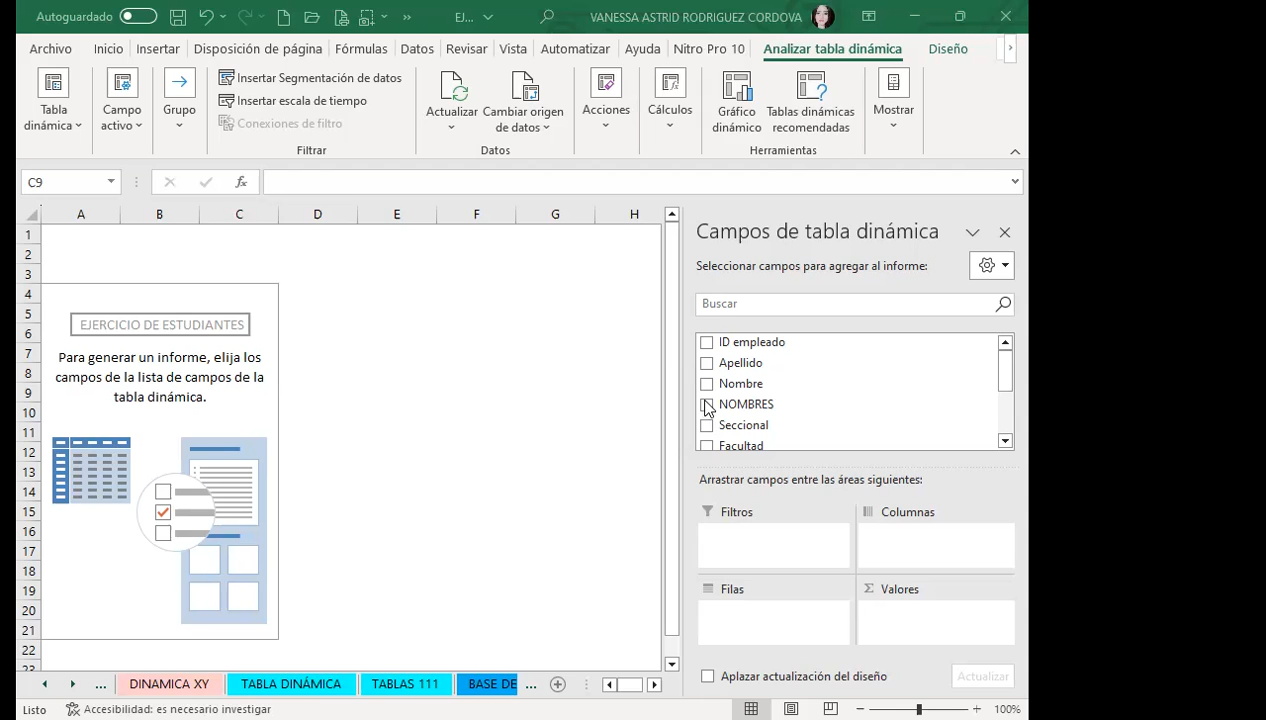 Autoguardado
EJ...
VANESSA ASTRID RODRIGUEZ CORDOVA
Archivo Inicio Insertar Disposición de página Fórmulas Datos Revisar Vista Automatizar Ayuda Nitro Pro 10 Analizar tabla dinámica Diseño
Tabla dinámica
Campo activo
Grupo
Insertar Segmentación de datos
Insertar escala de tiempo
Conexiones de filtro
Filtrar
Actualizar
Cambiar origen de datos
Datos
Acciones
Cálculos
Gráfico dinámico
Tablas dinámicas recomendadas
Herramientas
Mostrar
C9
fx
A B C D E F G H
1
2
3
4
5
6
7
8
9
10
11
12
13
14
15
16
17
18
19
20
21
22
23
EJERCICIO DE ESTUDIANTES
Para generar un informe, elija los
campos de la lista de campos de la
tabla dinámica.
Campos de tabla dinámica
Seleccionar campos para agregar al informe:
Buscar
ID empleado
Apellido
Nombre
NOMBRES
Seccional
Facultad
Arrastrar campos entre las áreas siguientes:
Filtros
Columnas
Filas
Σ Valores
Aplazar actualización del diseño
Actualizar
... DINAMICA XY TABLA DINÁMICA TABLAS 111 BASE DE ...
Listo
Accesibilidad: es necesario investigar
100%